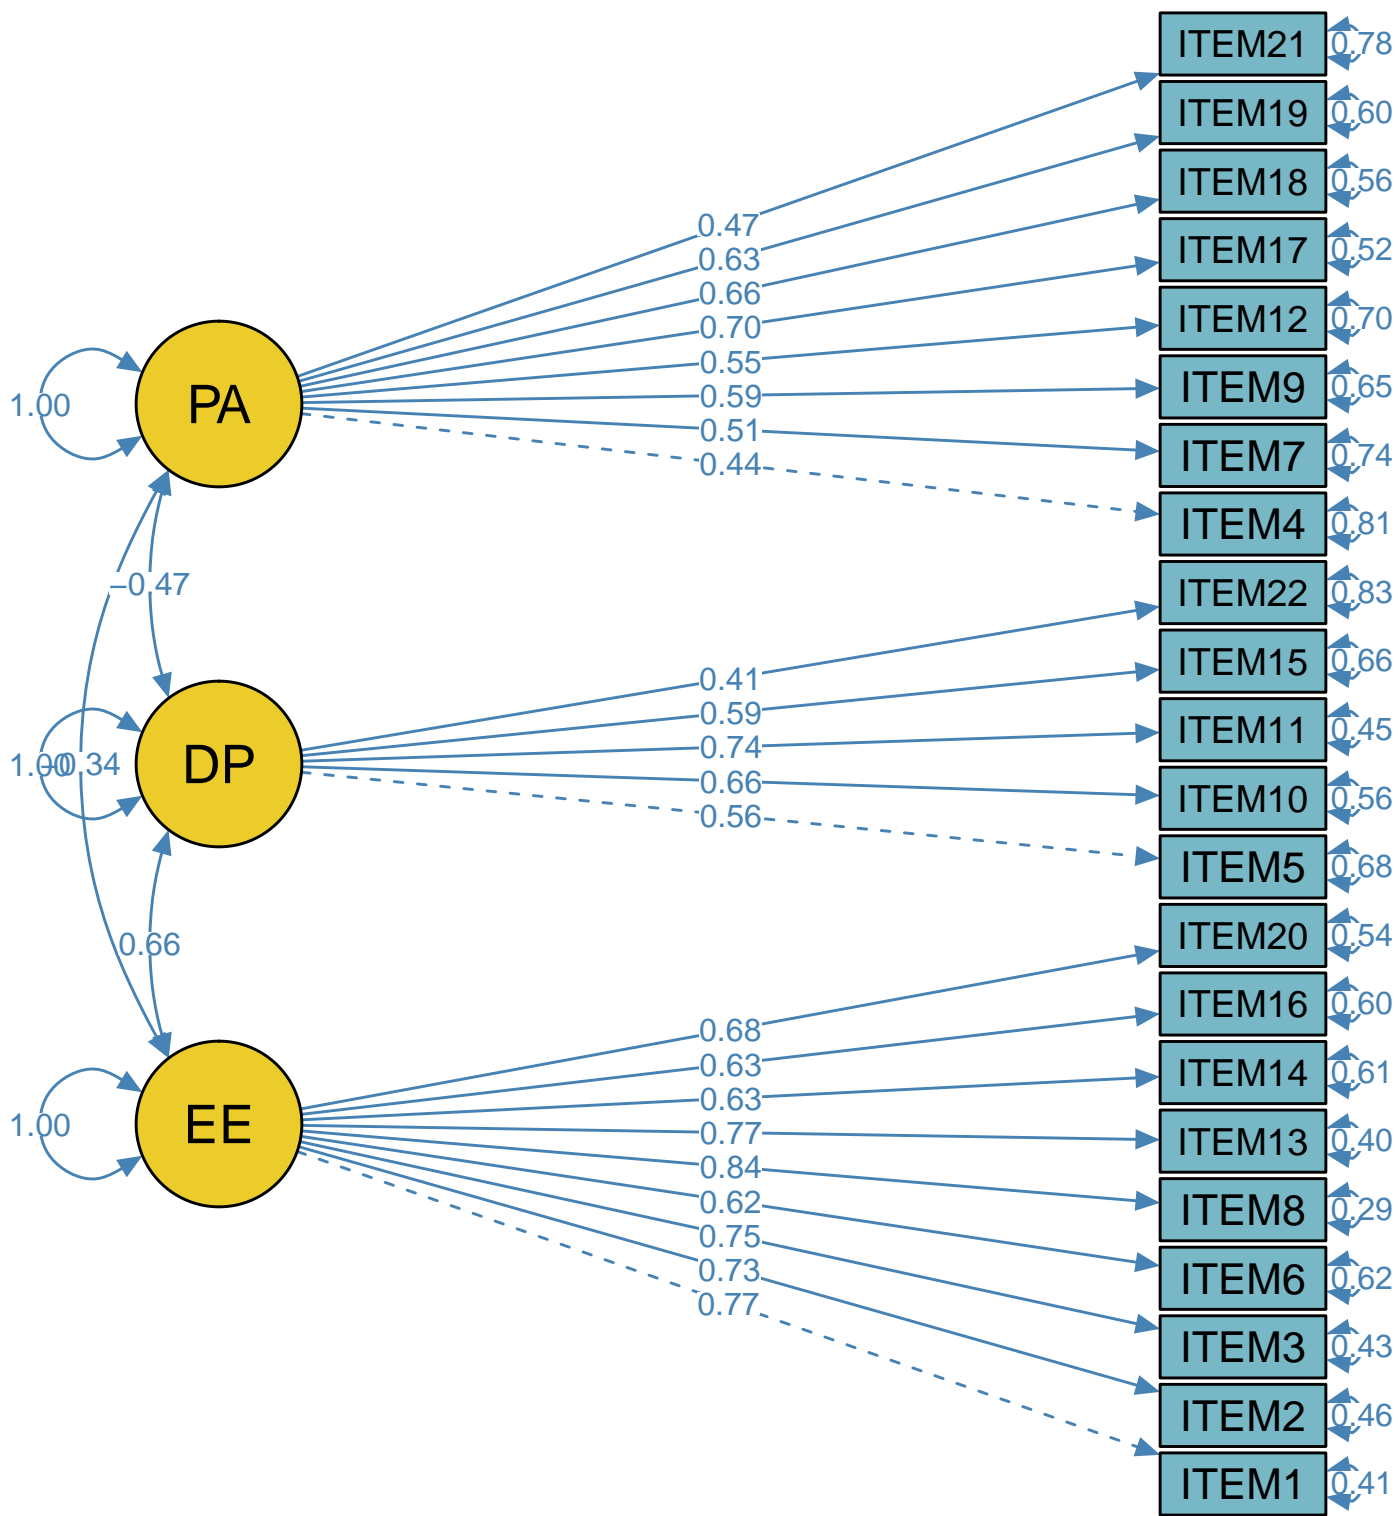 ITEM21 0.78
ITEM19 0.60
ITEM18 0.56
ITEM17 0.52
ITEM12 0.70
ITEM9 0.65
ITEM7 0.74
ITEM4 0.81
ITEM22 0.83
ITEM15 0.66
ITEM11 0.45
ITEM10 0.56
ITEM5 0.68
ITEM20 0.54
ITEM16 0.60
ITEM14 0.61
ITEM13 0.40
ITEM8 0.29
ITEM6 0.62
ITEM3 0.43
ITEM2 0.46
ITEM1 0.41
0.47
0.63
0.66
0.70
0.55
0.59
0.51
0.44
1.00
PA
−0.47
0.41
0.59
0.74
0.66
0.56
1.00
−0.34
DP
0.66
0.68
0.63
0.63
0.77
0.84
0.62
0.75
0.73
0.77
1.00
EE